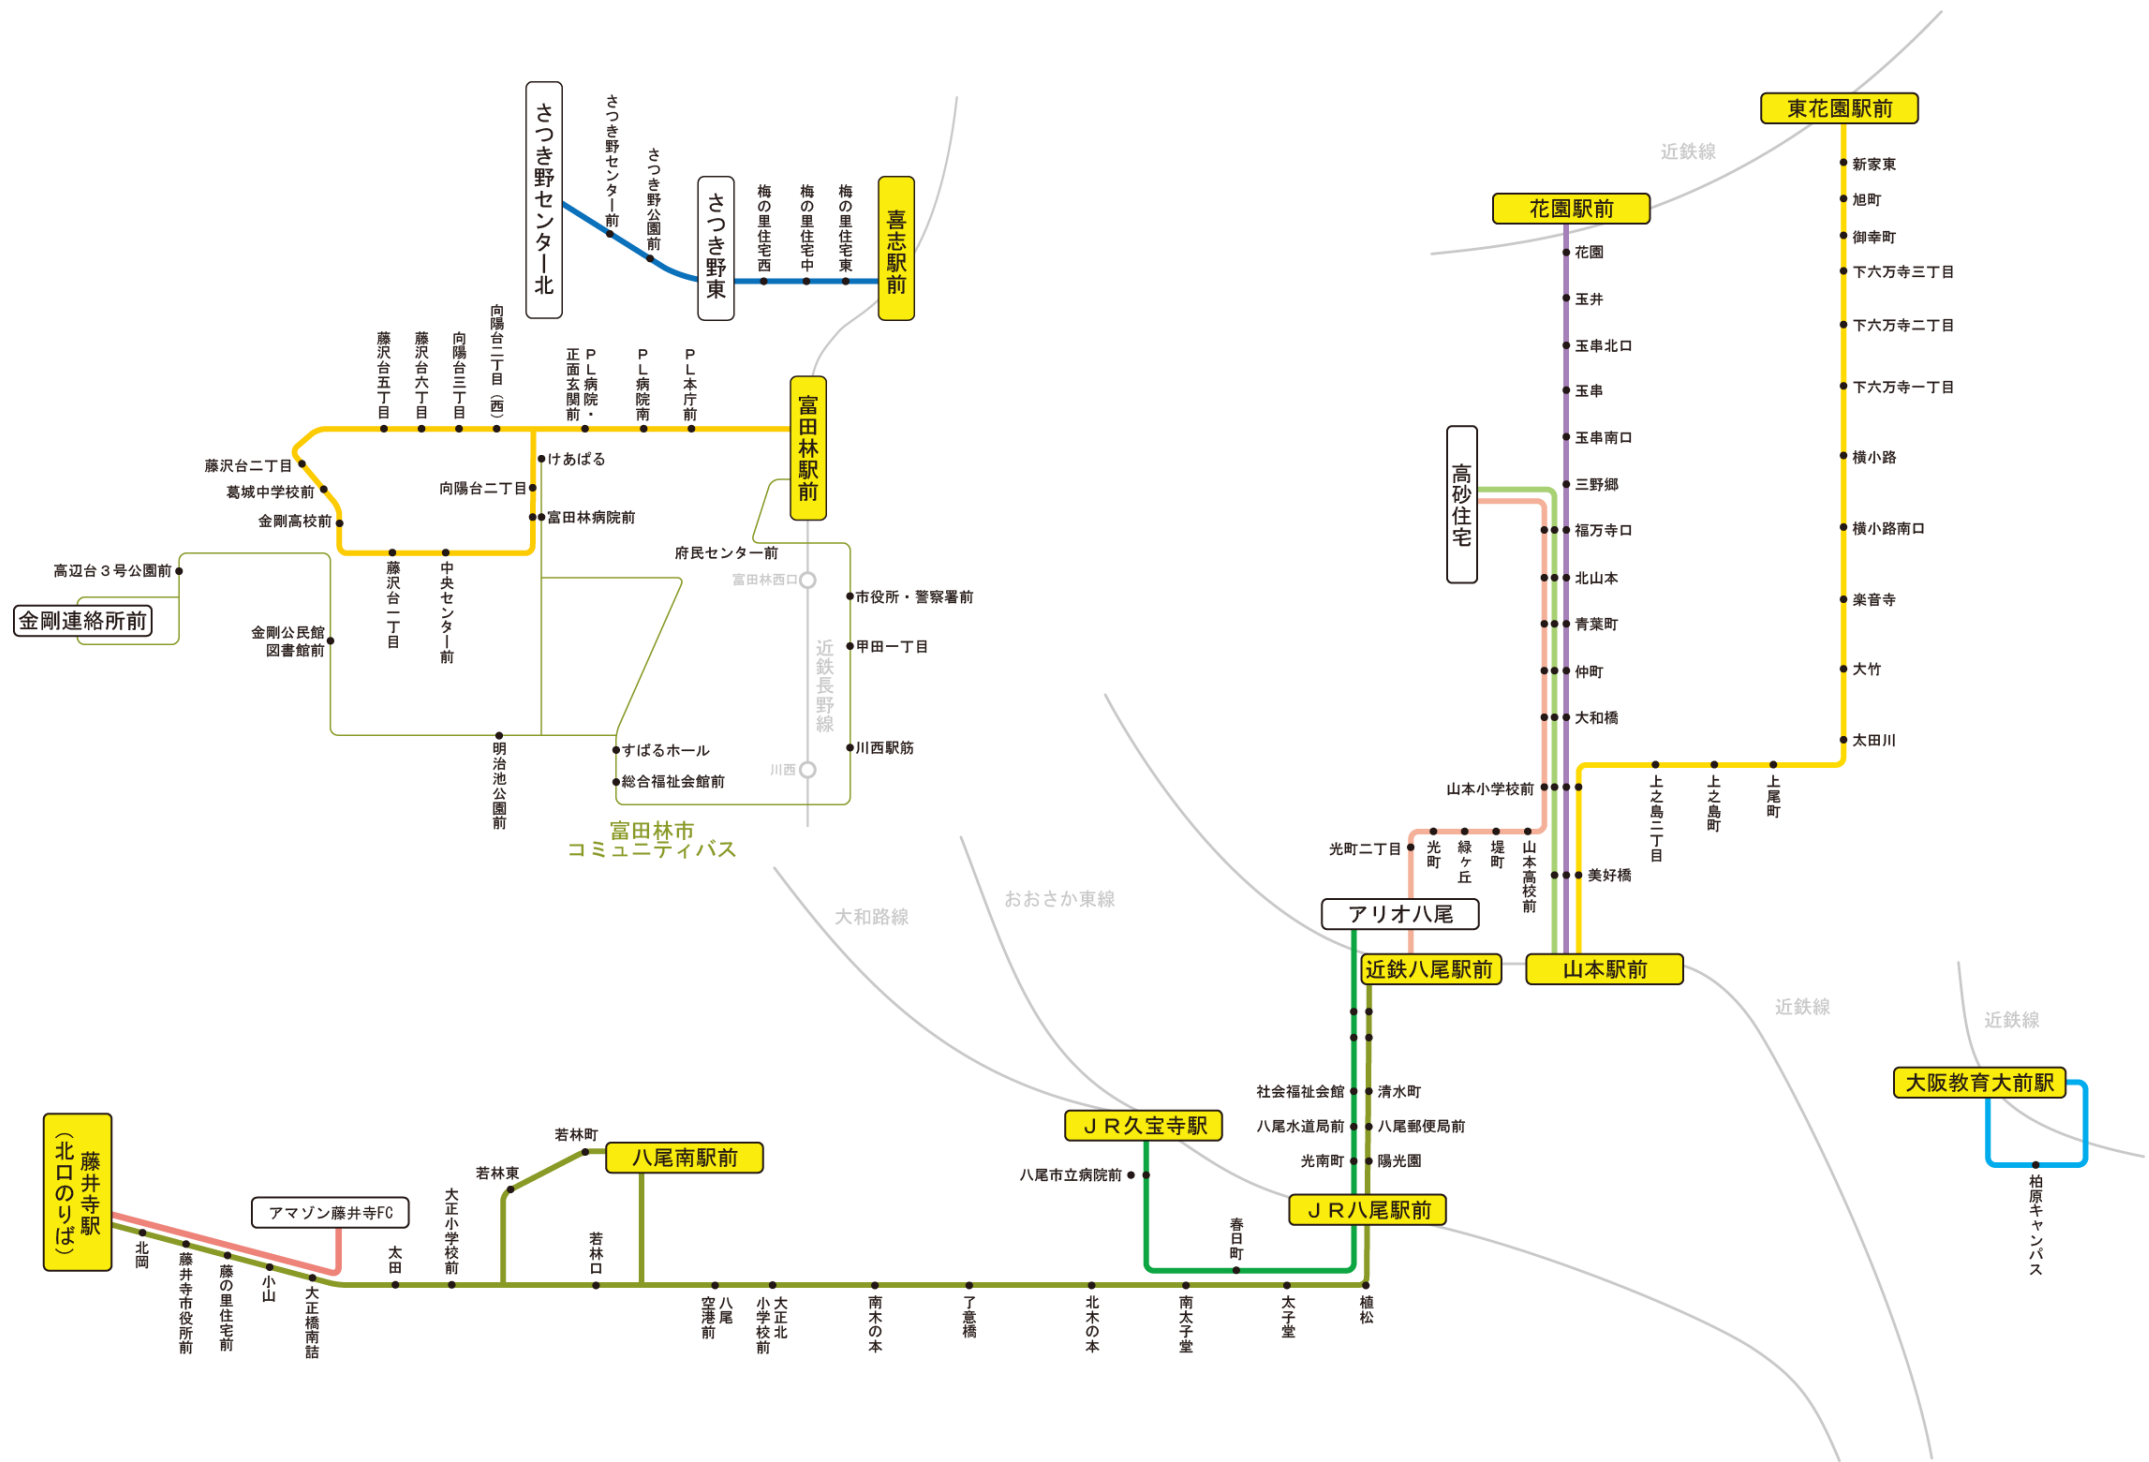 さつき野センター北
さつき野センター前
さつき野公園前
さつき野東
梅の里住宅西
梅の里住宅中
梅の里住宅東
喜志駅前
藤沢台五丁目
藤沢台六丁目
向陽台三丁目
向陽台二丁目（西）
ＰＬ病院・
正面玄関前
ＰＬ病院南
ＰＬ本庁前
富田林駅前
藤沢台二丁目
葛城中学校前
金剛高校前
けあぱる
向陽台二丁目
富田林病院前
藤沢台一丁目
中央センター前
高辺台３号公園前
金剛連絡所前
金剛公民館
図書館前
明治池公園前
府民センター前
富田林西口
市役所・警察署前
甲田一丁目
近鉄長野線
川西駅筋
川西
すばるホール
総合福祉会館前
富田林市
コミュニティバス
東花園駅前
近鉄線
新家東
旭町
御幸町
下六万寺三丁目
下六万寺二丁目
下六万寺一丁目
横小路
横小路南口
楽音寺
大竹
太田川
上尾町
上之島町
上之島二丁目
花園駅前
花園
玉井
玉串北口
玉串
玉串南口
三野郷
高砂住宅
福万寺口
北山本
青葉町
仲町
大和橋
山本小学校前
美好橋
光町二丁目
光町
緑ヶ丘
堤町
山本高校前
アリオ八尾
近鉄八尾駅前
山本駅前
近鉄線
近鉄線
大和路線
おおさか東線
社会福祉会館
清水町
八尾水道局前
八尾郵便局前
光南町
陽光園
ＪＲ久宝寺駅
八尾市立病院前
ＪＲ八尾駅前
春日町
大阪教育大前駅
柏原キャンパス
藤井寺駅
（北口のりば）
アマゾン藤井寺FC
北岡
藤井寺市役所前
藤の里住宅前
小山
大正橋南詰
太田
大正小学校前
若林東
若林町
八尾南駅前
若林口
八尾
空港前
大正北
小学校前
南木の本
了意橋
北木の本
南太子堂
太子堂
植松